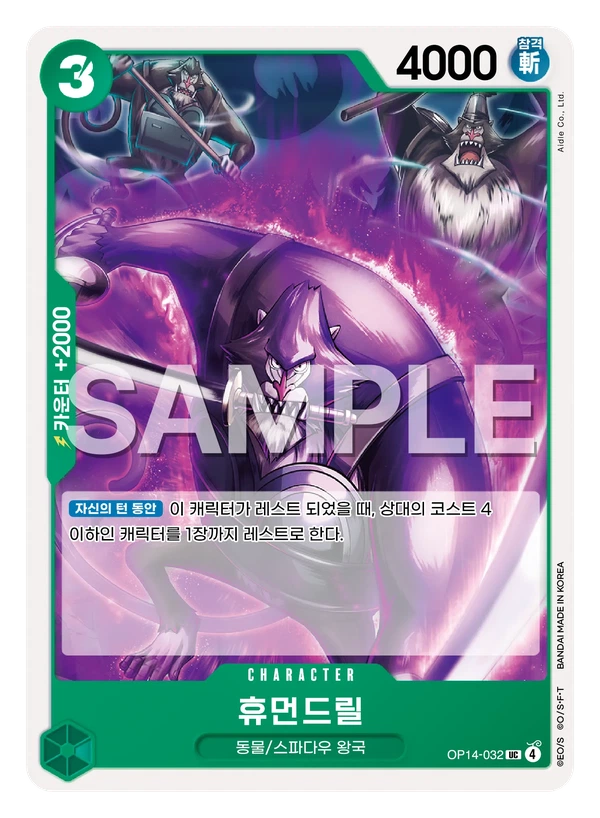 3
4000
참격
斬
Aidle Co., Ltd.
⚡카운터 +2000
SAMPLE
자신의 턴 동안 이 캐릭터가 레스트 되었을 때, 상대의 코스트 4
이하인 캐릭터를 1장까지 레스트로 한다.
CHARACTER
휴먼드릴
동물/스파다우 왕국
OP14-032 UC 4
©EO/S ©O/S·F·T BANDAI MADE IN KOREA